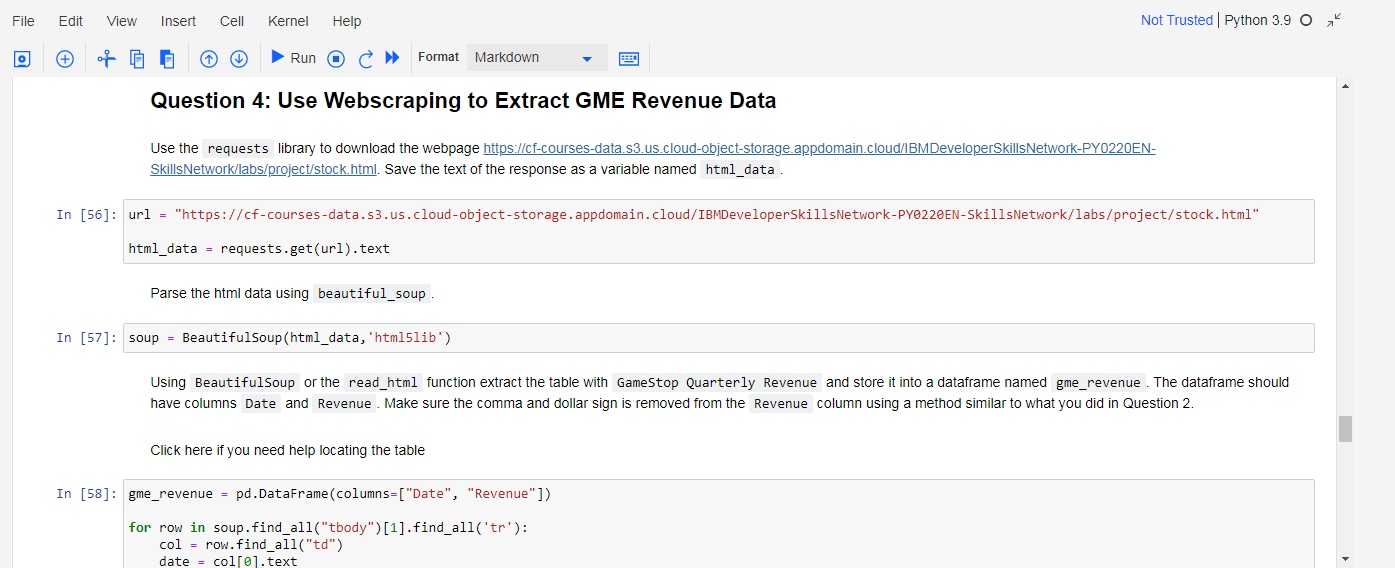 File Edit View Insert Cell Kernel Help Not Trusted | Python 3.9
Run Format Markdown
Question 4: Use Webscraping to Extract GME Revenue Data
Use the requests library to download the webpage https://cf-courses-data.s3.us.cloud-object-storage.appdomain.cloud/IBMDeveloperSkillsNetwork-PY0220EN-
SkillsNetwork/labs/project/stock.html. Save the text of the response as a variable named html_data .
In [56]: url = "https://cf-courses-data.s3.us.cloud-object-storage.appdomain.cloud/IBMDeveloperSkillsNetwork-PY0220EN-SkillsNetwork/labs/project/stock.html"
html_data = requests.get(url).text
Parse the html data using beautiful_soup .
In [57]: soup = BeautifulSoup(html_data,'html5lib')
Using BeautifulSoup or the read_html function extract the table with GameStop Quarterly Revenue and store it into a dataframe named gme_revenue . The dataframe should
have columns Date and Revenue . Make sure the comma and dollar sign is removed from the Revenue column using a method similar to what you did in Question 2.
Click here if you need help locating the table
In [58]: gme_revenue = pd.DataFrame(columns=["Date", "Revenue"])
for row in soup.find_all("tbody")[1].find_all('tr'):
    col = row.find_all("td")
    date = col[0].text